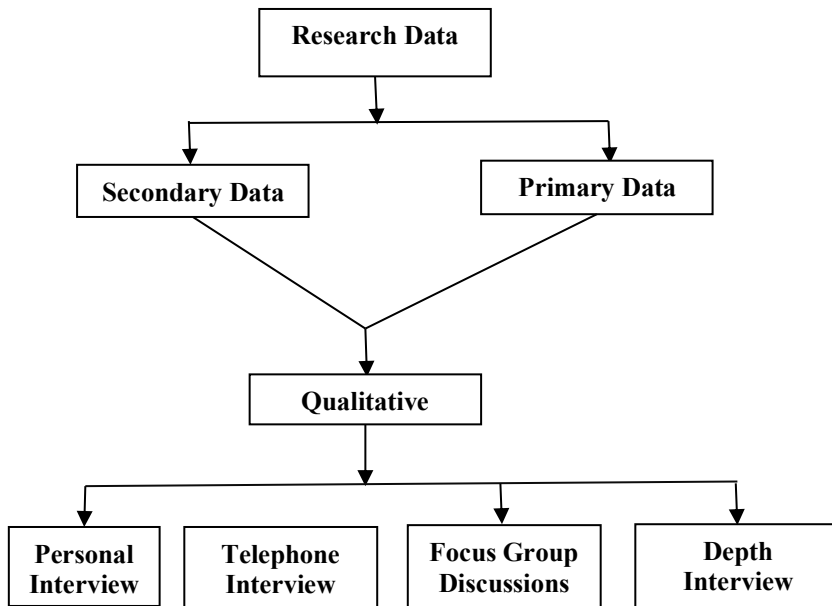 Research Data
Secondary Data
Primary Data
Qualitative
Personal
Interview
Telephone
Interview
Focus Group
Discussions
Depth
Interview